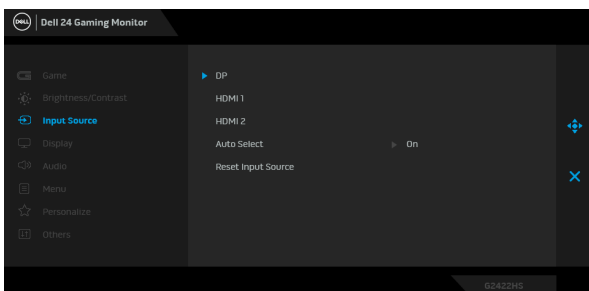 DELL Dell 24 Gaming Monitor
Game
Brightness/Contrast
Input Source
Display
Audio
Menu
Personalize
Others
DP
HDMI 1
HDMI 2
Auto Select On
Reset Input Source
G2422HS